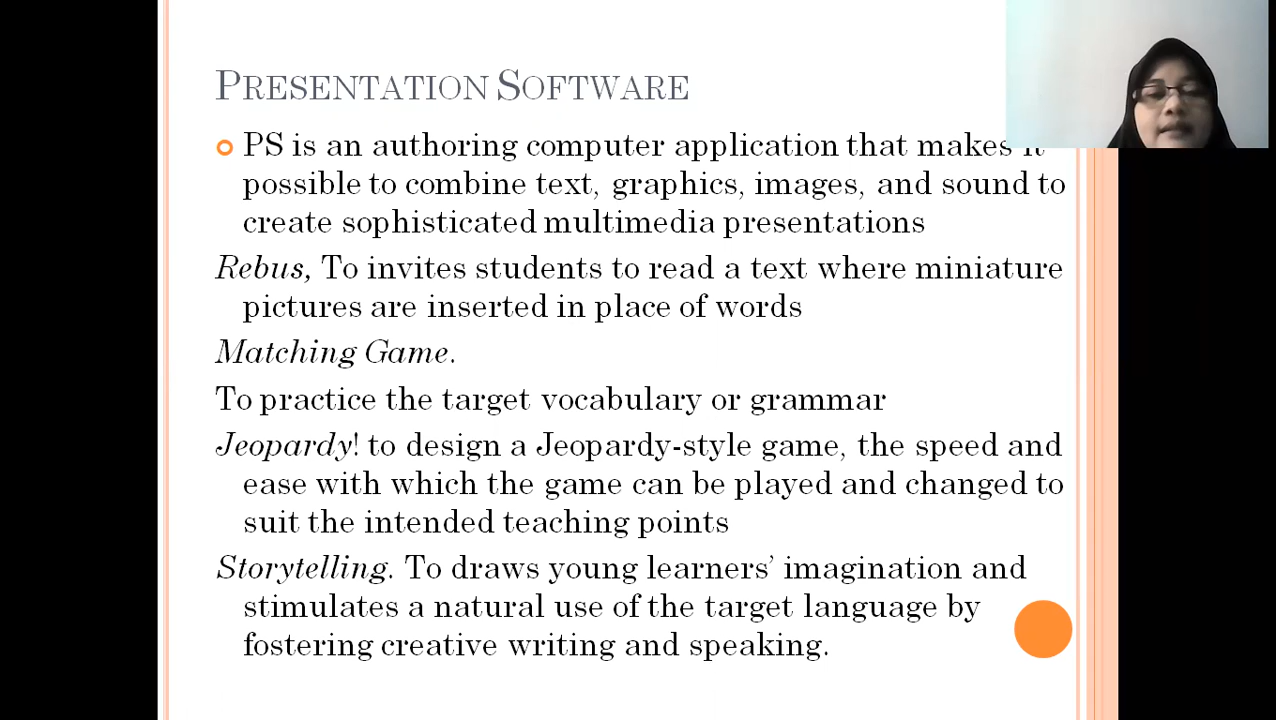 PRESENTATION SOFTWARE
PS is an authoring computer application that makes it
possible to combine text, graphics, images, and sound to
create sophisticated multimedia presentations
Rebus, To invites students to read a text where miniature
pictures are inserted in place of words
Matching Game.
To practice the target vocabulary or grammar
Jeopardy! to design a Jeopardy-style game, the speed and
ease with which the game can be played and changed to
suit the intended teaching points
Storytelling. To draws young learners’ imagination and
stimulates a natural use of the target language by
fostering creative writing and speaking.